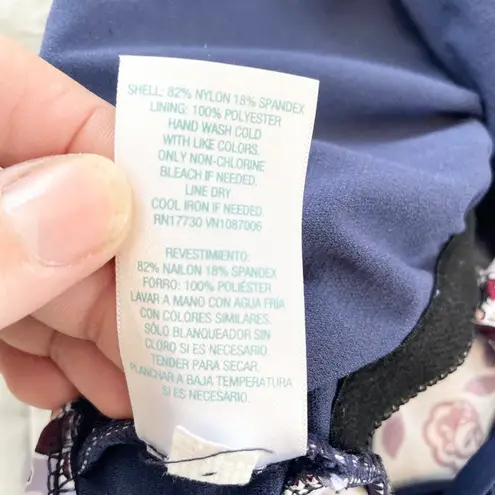 SHELL: 82% NYLON 18% SPANDEX
LINING: 100% POLYESTER
HAND WASH COLD
WITH LIKE COLORS.
ONLY NON-CHLORINE
BLEACH IF NEEDED.
LINE DRY
COOL IRON IF NEEDED.
RN17730 VN1087006
REVESTIMIENTO:
82% NAILON 18% SPANDEX
FORRO: 100% POLIÉSTER
LAVAR A MANO CON AGUA FRÍA
CON COLORES SIMILARES.
SÓLO BLANQUEADOR SIN
CLORO SI ES NECESARIO.
TENDER PARA SECAR.
PLANCHAR A BAJA TEMPERATURA
SI ES NECESARIO.